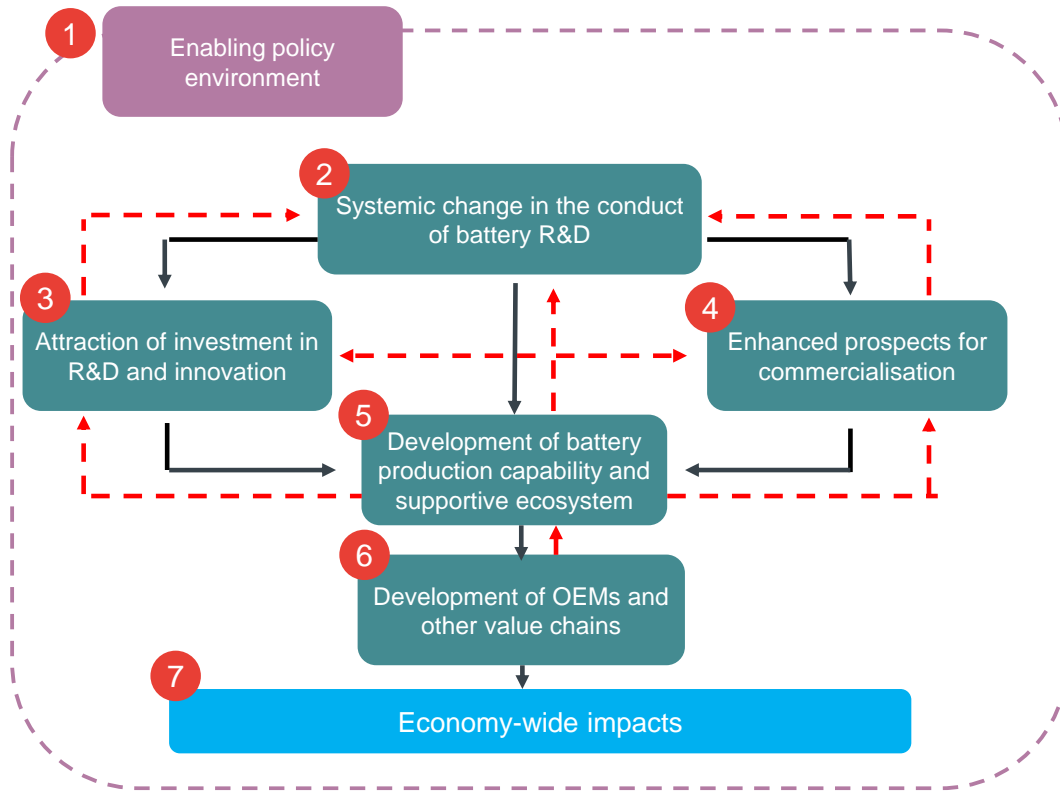 1
Enabling policy
environment
2
Systemic change in the conduct
of battery R&D
3
Attraction of investment in
R&D and innovation
4
Enhanced prospects for
commercialisation
5
Development of battery
production capability and
supportive ecosystem
6
Development of OEMs and
other value chains
7
Economy-wide impacts